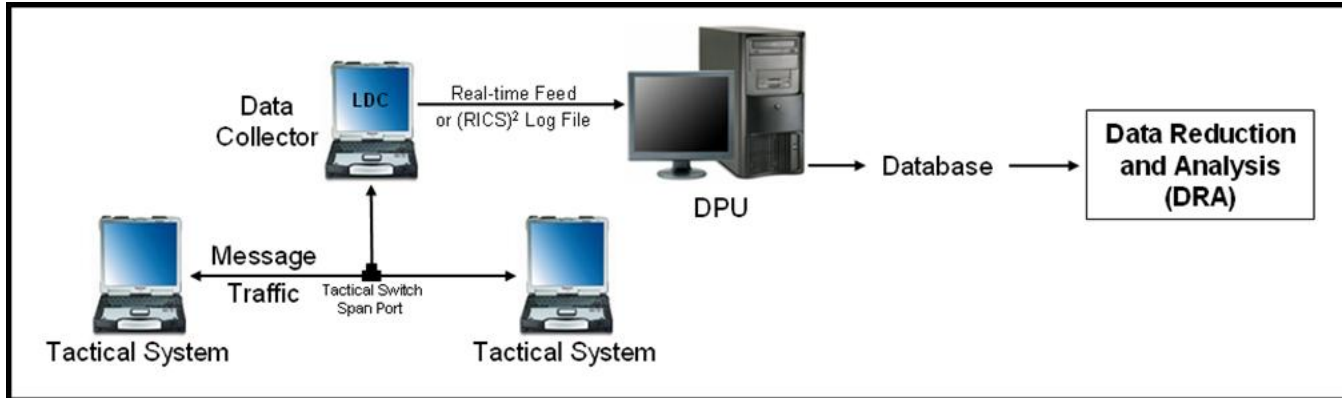 Data
Collector
LDC
Real-time Feed
or (RICS)² Log File
DPU
Database
Data Reduction
and Analysis
(DRA)
Message
Traffic
Tactical Switch
Span Port
Tactical System
Tactical System